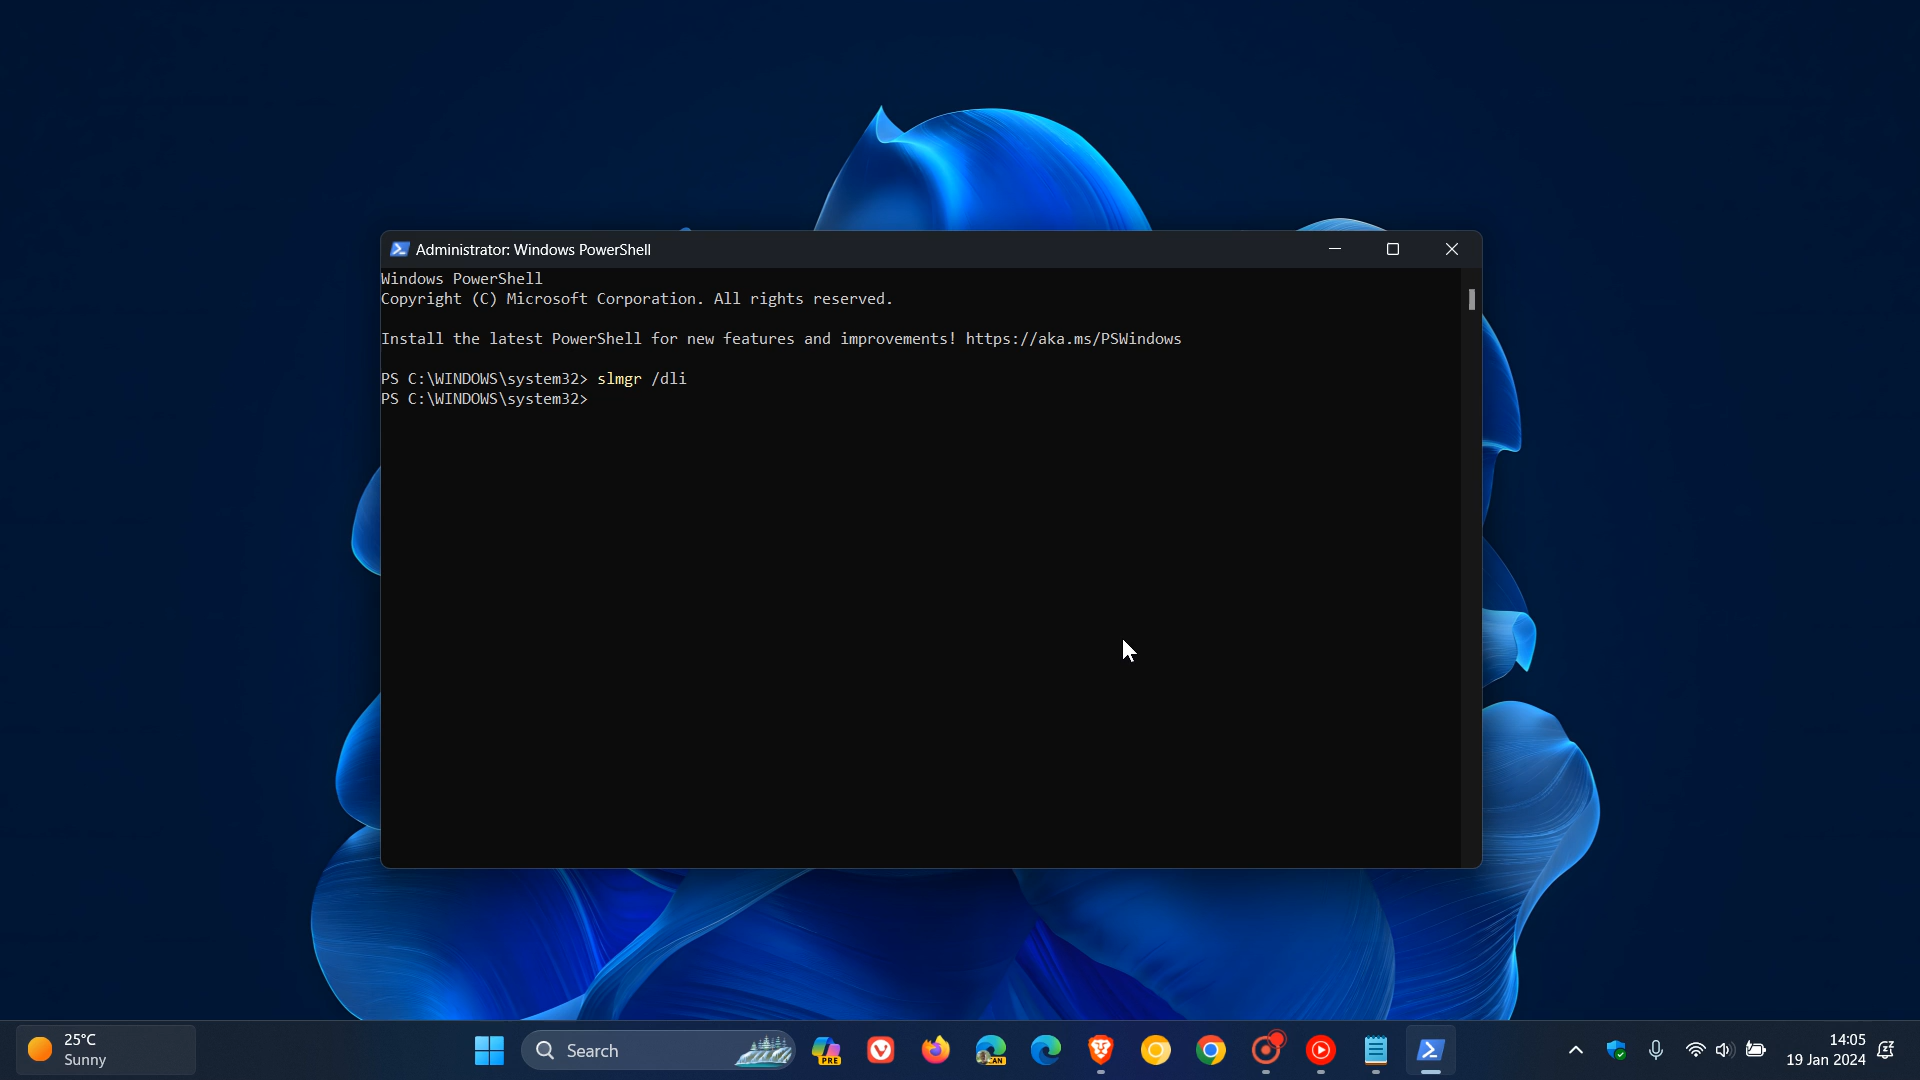 Administrator: Windows PowerShell
Windows PowerShell
Copyright (C) Microsoft Corporation. All rights reserved.
Install the latest PowerShell for new features and improvements! https://aka.ms/PSWindows
PS C:\WINDOWS\system32> slmgr /dli
PS C:\WINDOWS\system32>
25°C
Sunny
Search
PRE
CAN
14:05
19 Jan 2024